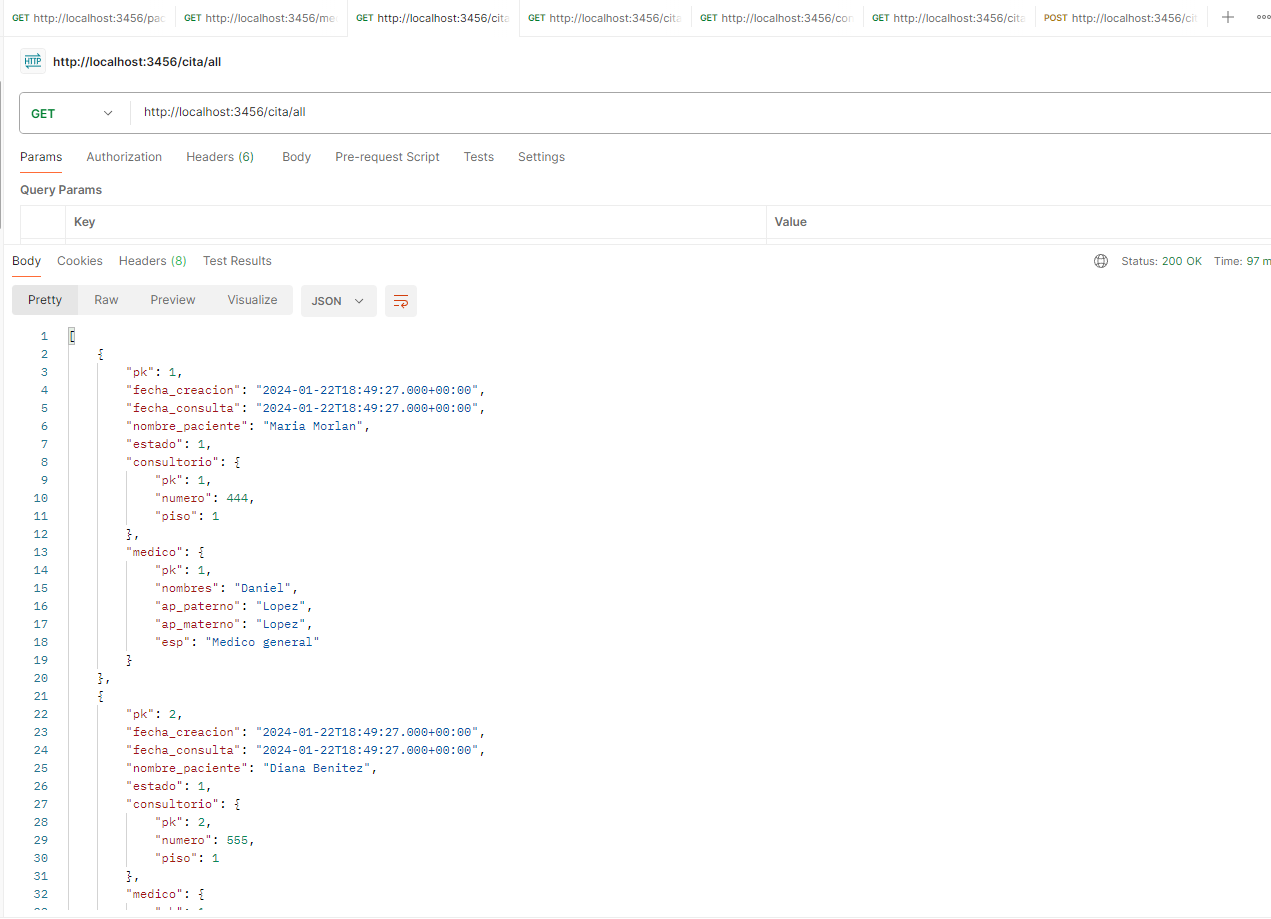 GET http://localhost:3456/pac GET http://localhost:3456/me GET http://localhost:3456/cita GET http://localhost:3456/cita GET http://localhost:3456/con GET http://localhost:3456/cita POST http://localhost:3456/cit
HTTP http://localhost:3456/cita/all
GET http://localhost:3456/cita/all
Params Authorization Headers (6) Body Pre-request Script Tests Settings
Query Params
Key Value
Body Cookies Headers (8) Test Results Status: 200 OK Time: 97 m
Pretty Raw Preview Visualize JSON
1 [
2 {
3 "pk": 1,
4 "fecha_creacion": "2024-01-22T18:49:27.000+00:00",
5 "fecha_consulta": "2024-01-22T18:49:27.000+00:00",
6 "nombre_paciente": "Maria Morlan",
7 "estado": 1,
8 "consultorio": {
9 "pk": 1,
10 "numero": 444,
11 "piso": 1
12 },
13 "medico": {
14 "pk": 1,
15 "nombres": "Daniel",
16 "ap_paterno": "Lopez",
17 "ap_materno": "Lopez",
18 "esp": "Medico general"
19 }
20 },
21 {
22 "pk": 2,
23 "fecha_creacion": "2024-01-22T18:49:27.000+00:00",
24 "fecha_consulta": "2024-01-22T18:49:27.000+00:00",
25 "nombre_paciente": "Diana Benitez",
26 "estado": 1,
27 "consultorio": {
28 "pk": 2,
29 "numero": 555,
30 "piso": 1
31 },
32 "medico": {